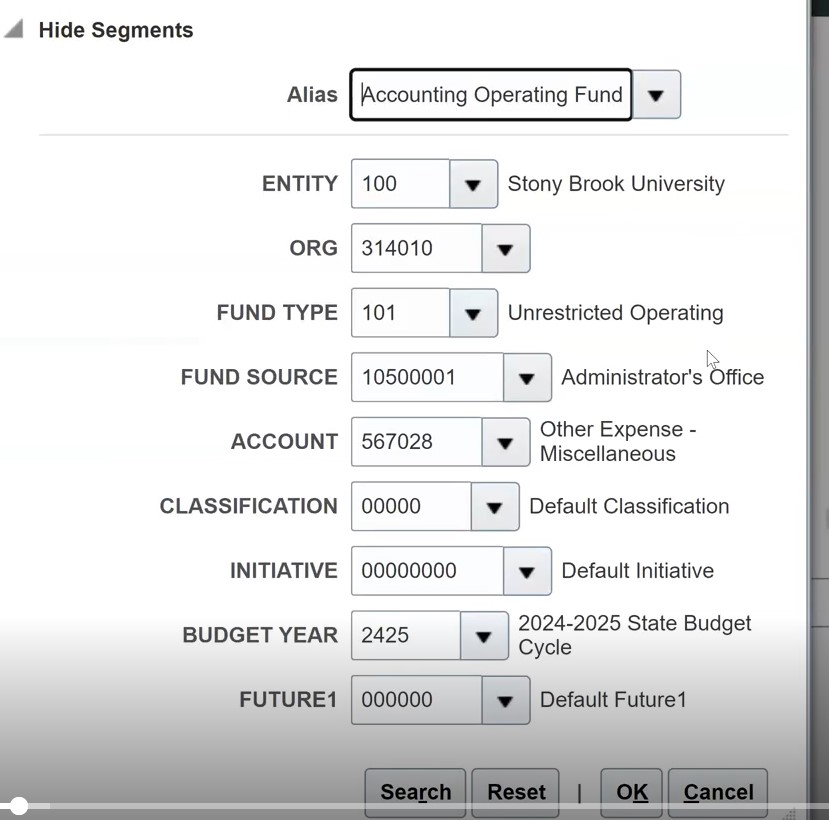 Hide Segments
Alias Accounting Operating Fund
ENTITY 100 Stony Brook University
ORG 314010
FUND TYPE 101 Unrestricted Operating
FUND SOURCE 10500001 Administrator's Office
ACCOUNT 567028 Other Expense -
Miscellaneous
CLASSIFICATION 00000 Default Classification
INITIATIVE 00000000 Default Initiative
BUDGET YEAR 2425 2024-2025 State Budget
Cycle
FUTURE1 000000 Default Future1
Search Reset | OK Cancel